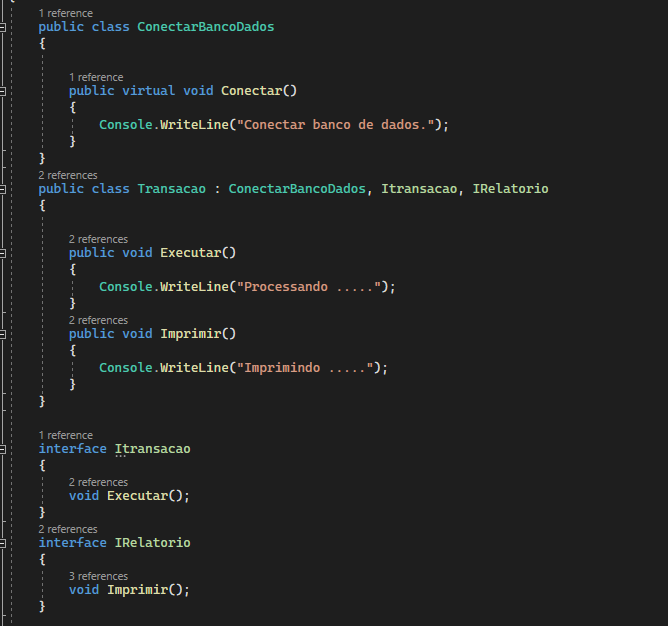 1 reference
public class ConectarBancoDados
{
1 reference
public virtual void Conectar()
{
Console.WriteLine("Conectar banco de dados.");
}
}
2 references
public class Transacao : ConectarBancoDados, Itransacao, IRelatorio
{
2 references
public void Executar()
{
Console.WriteLine("Processando .....");
}
2 references
public void Imprimir()
{
Console.WriteLine("Imprimindo .....");
}
}
1 reference
interface Itransacao
{
2 references
void Executar();
}
2 references
interface IRelatorio
{
3 references
void Imprimir();
}